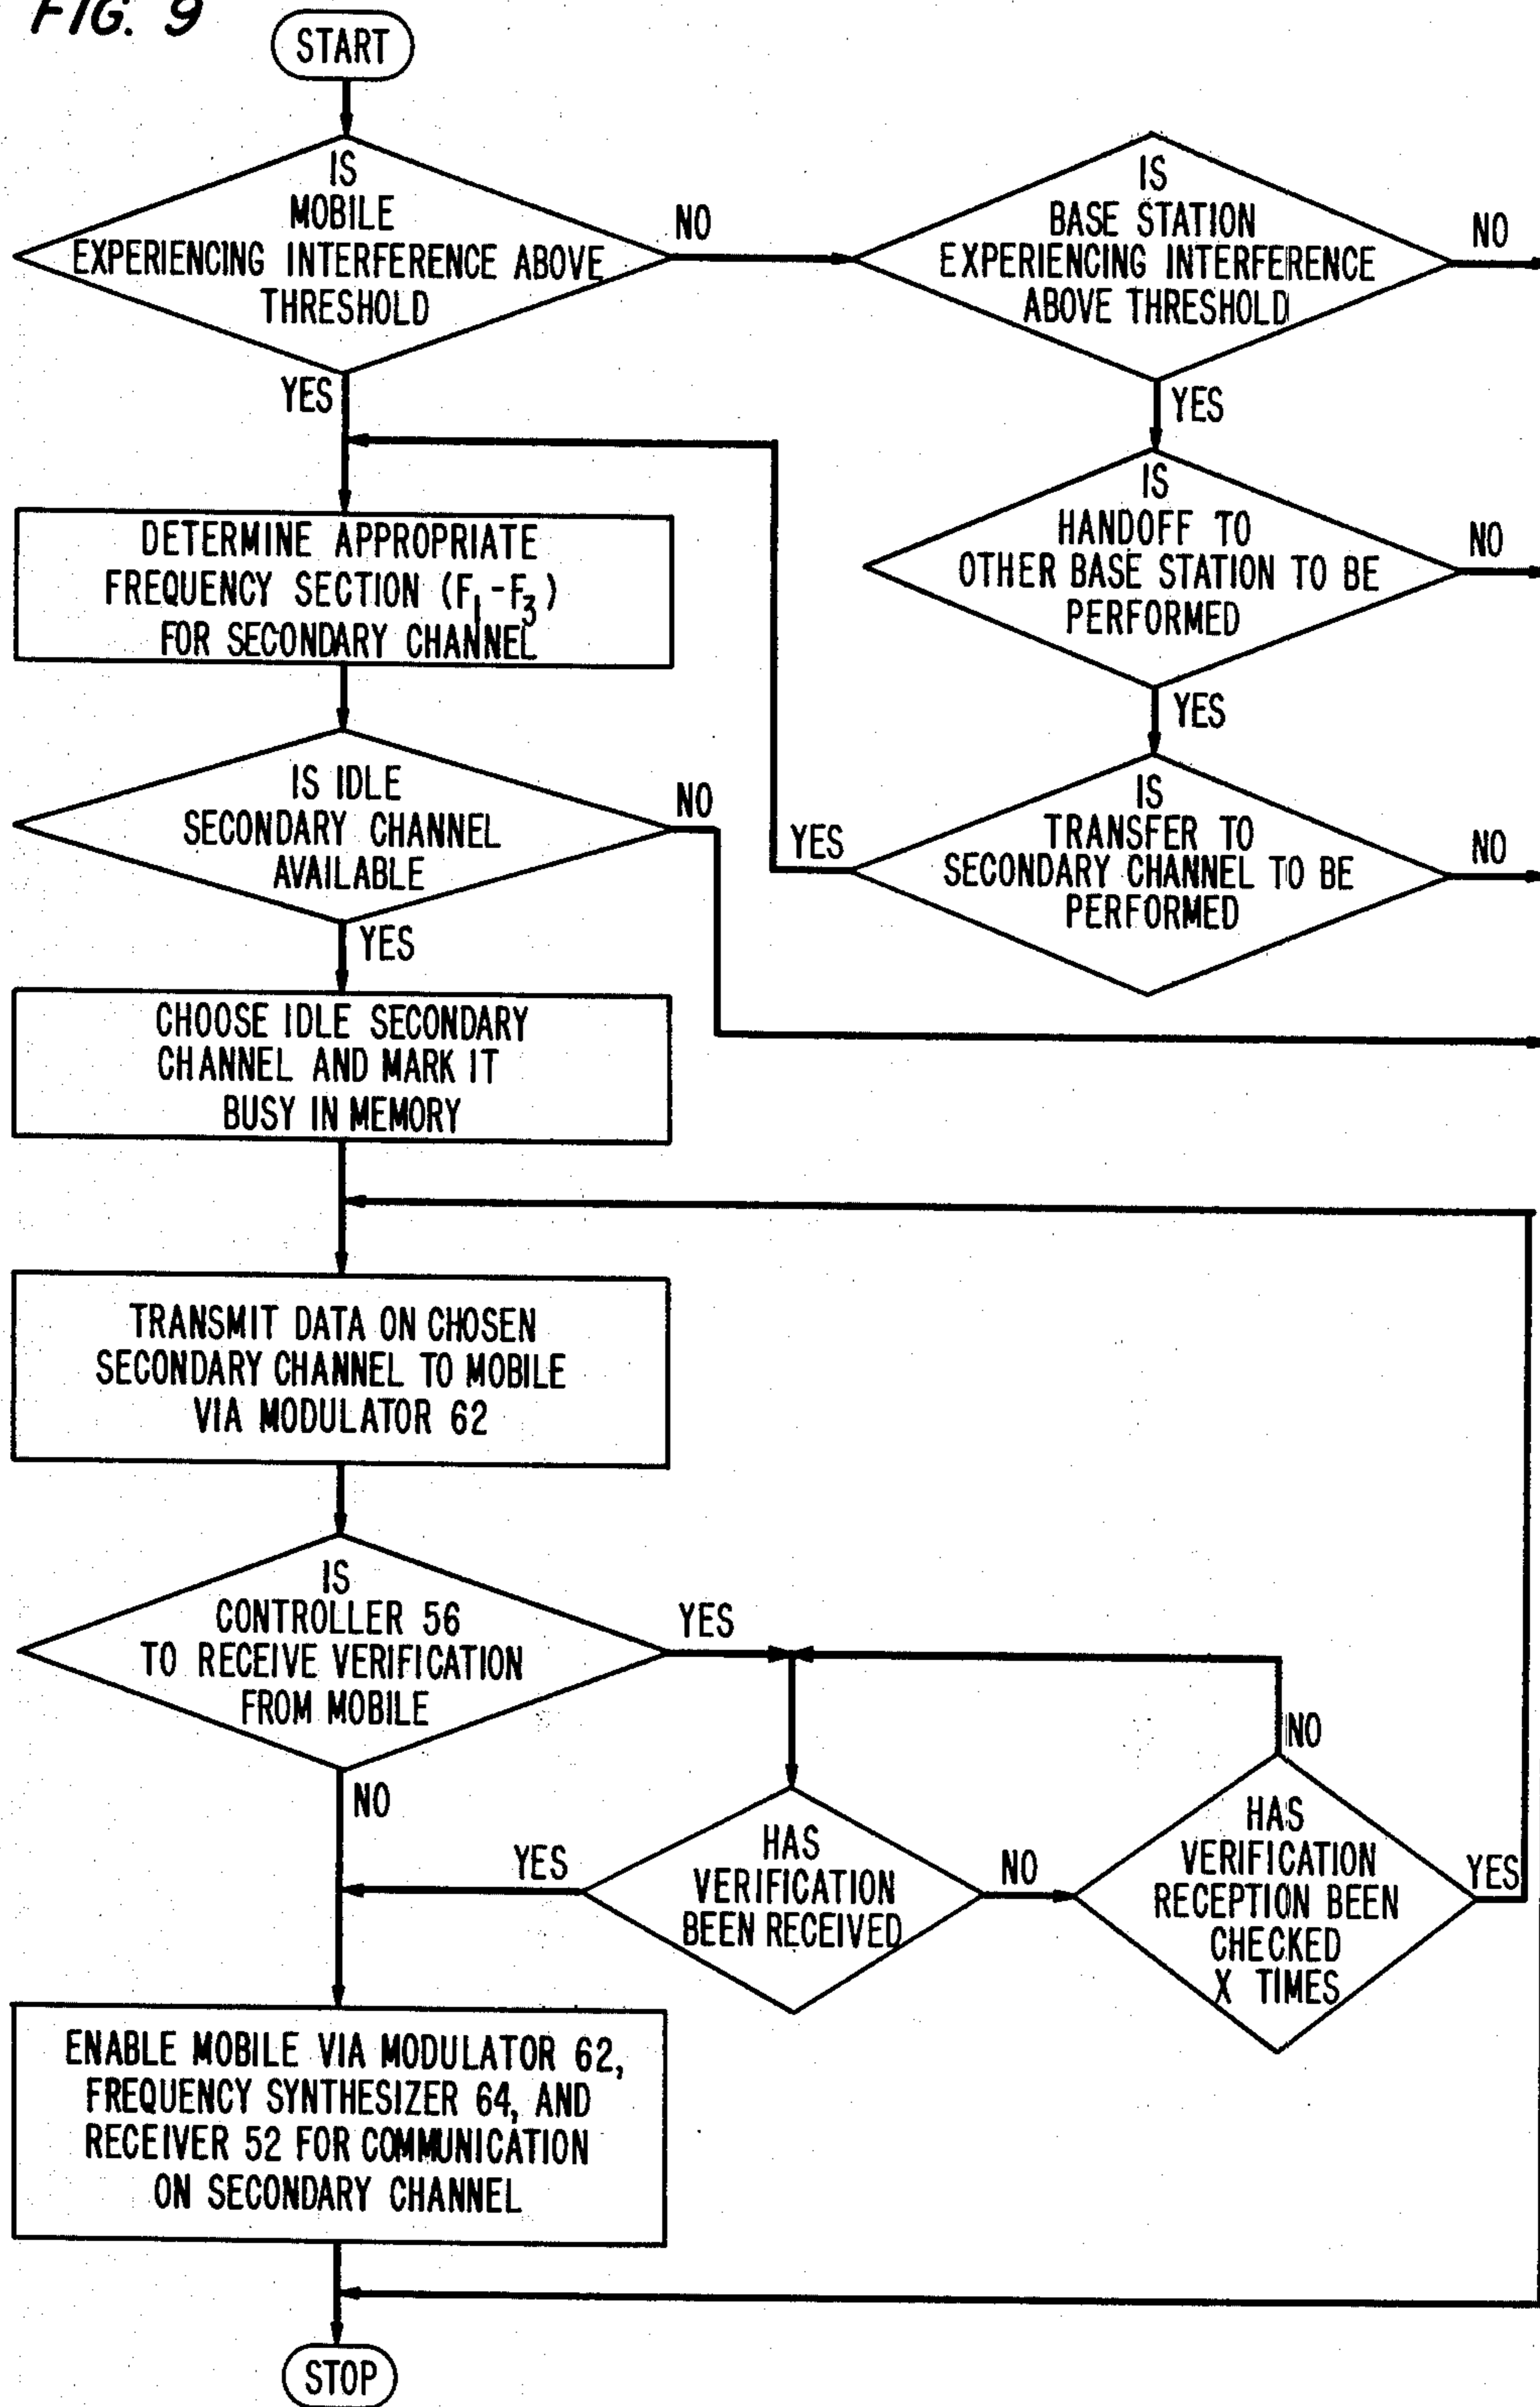 FIG. 9
START
IS
MOBILE
EXPERIENCING INTERFERENCE ABOVE
THRESHOLD
NO
YES
IS
BASE STATION
EXPERIENCING INTERFERENCE
ABOVE THRESHOLD
NO
YES
DETERMINE APPROPRIATE
FREQUENCY SECTION (F1-F3)
FOR SECONDARY CHANNEL
IS
HANDOFF TO
OTHER BASE STATION TO BE
PERFORMED
NO
YES
IS IDLE
SECONDARY CHANNEL
AVAILABLE
NO
YES
IS
TRANSFER TO
SECONDARY CHANNEL TO BE
PERFORMED
YES
NO
CHOOSE IDLE SECONDARY
CHANNEL AND MARK IT
BUSY IN MEMORY
TRANSMIT DATA ON CHOSEN
SECONDARY CHANNEL TO MOBILE
VIA MODULATOR 62
IS
CONTROLLER 56
TO RECEIVE VERIFICATION
FROM MOBILE
YES
NO
HAS
VERIFICATION
BEEN RECEIVED
YES
NO
HAS
VERIFICATION
RECEPTION BEEN
CHECKED
X TIMES
NO
YES
ENABLE MOBILE VIA MODULATOR 62,
FREQUENCY SYNTHESIZER 64, AND
RECEIVER 52 FOR COMMUNICATION
ON SECONDARY CHANNEL
STOP